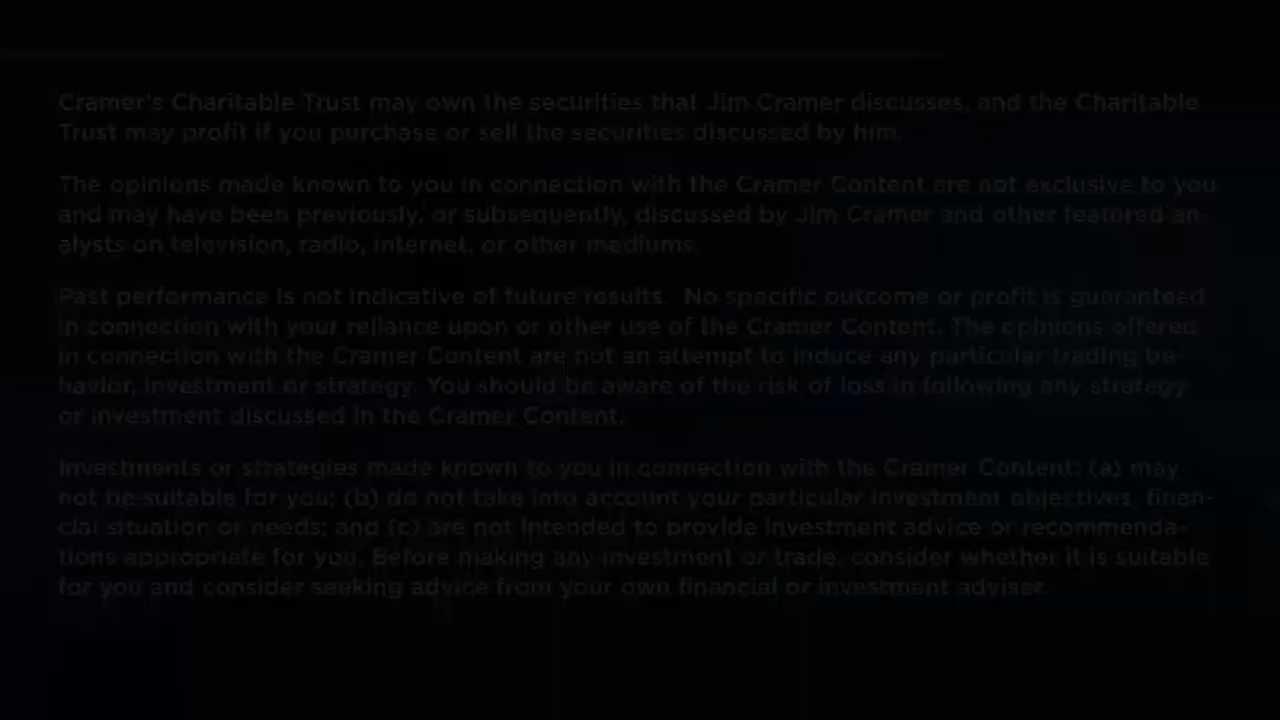 Cramer's Charitable Trust may own the securities that Jim Cramer discusses, and the Charitable
Trust may profit if you purchase or sell the securities discussed by him.
The opinions made known to you in connection with the Cramer Content are not exclusive to you
and may have been previously, or subsequently, discussed by Jim Cramer and other featured an-
alysts on television, radio, internet, or other mediums.
Past performance is not indicative of future results. No specific outcome or profit is guaranteed
in connection with your reliance upon or other use of the Cramer Content. The opinions offered
in connection with the Cramer Content are not an attempt to induce any particular trading be-
havior, investment or strategy. You should be aware of the risk of loss in following any strategy
or investment discussed in the Cramer Content.
Investments or strategies made known to you in connection with the Cramer Content: (a) may
not be suitable for you; (b) do not take into account your particular investment objectives, finan-
cial situation or needs; and (c) are not intended to provide investment advice or recommenda-
tions appropriate for you. Before making any investment or trade, consider whether it is suitable
for you and consider seeking advice from your own financial or investment adviser.